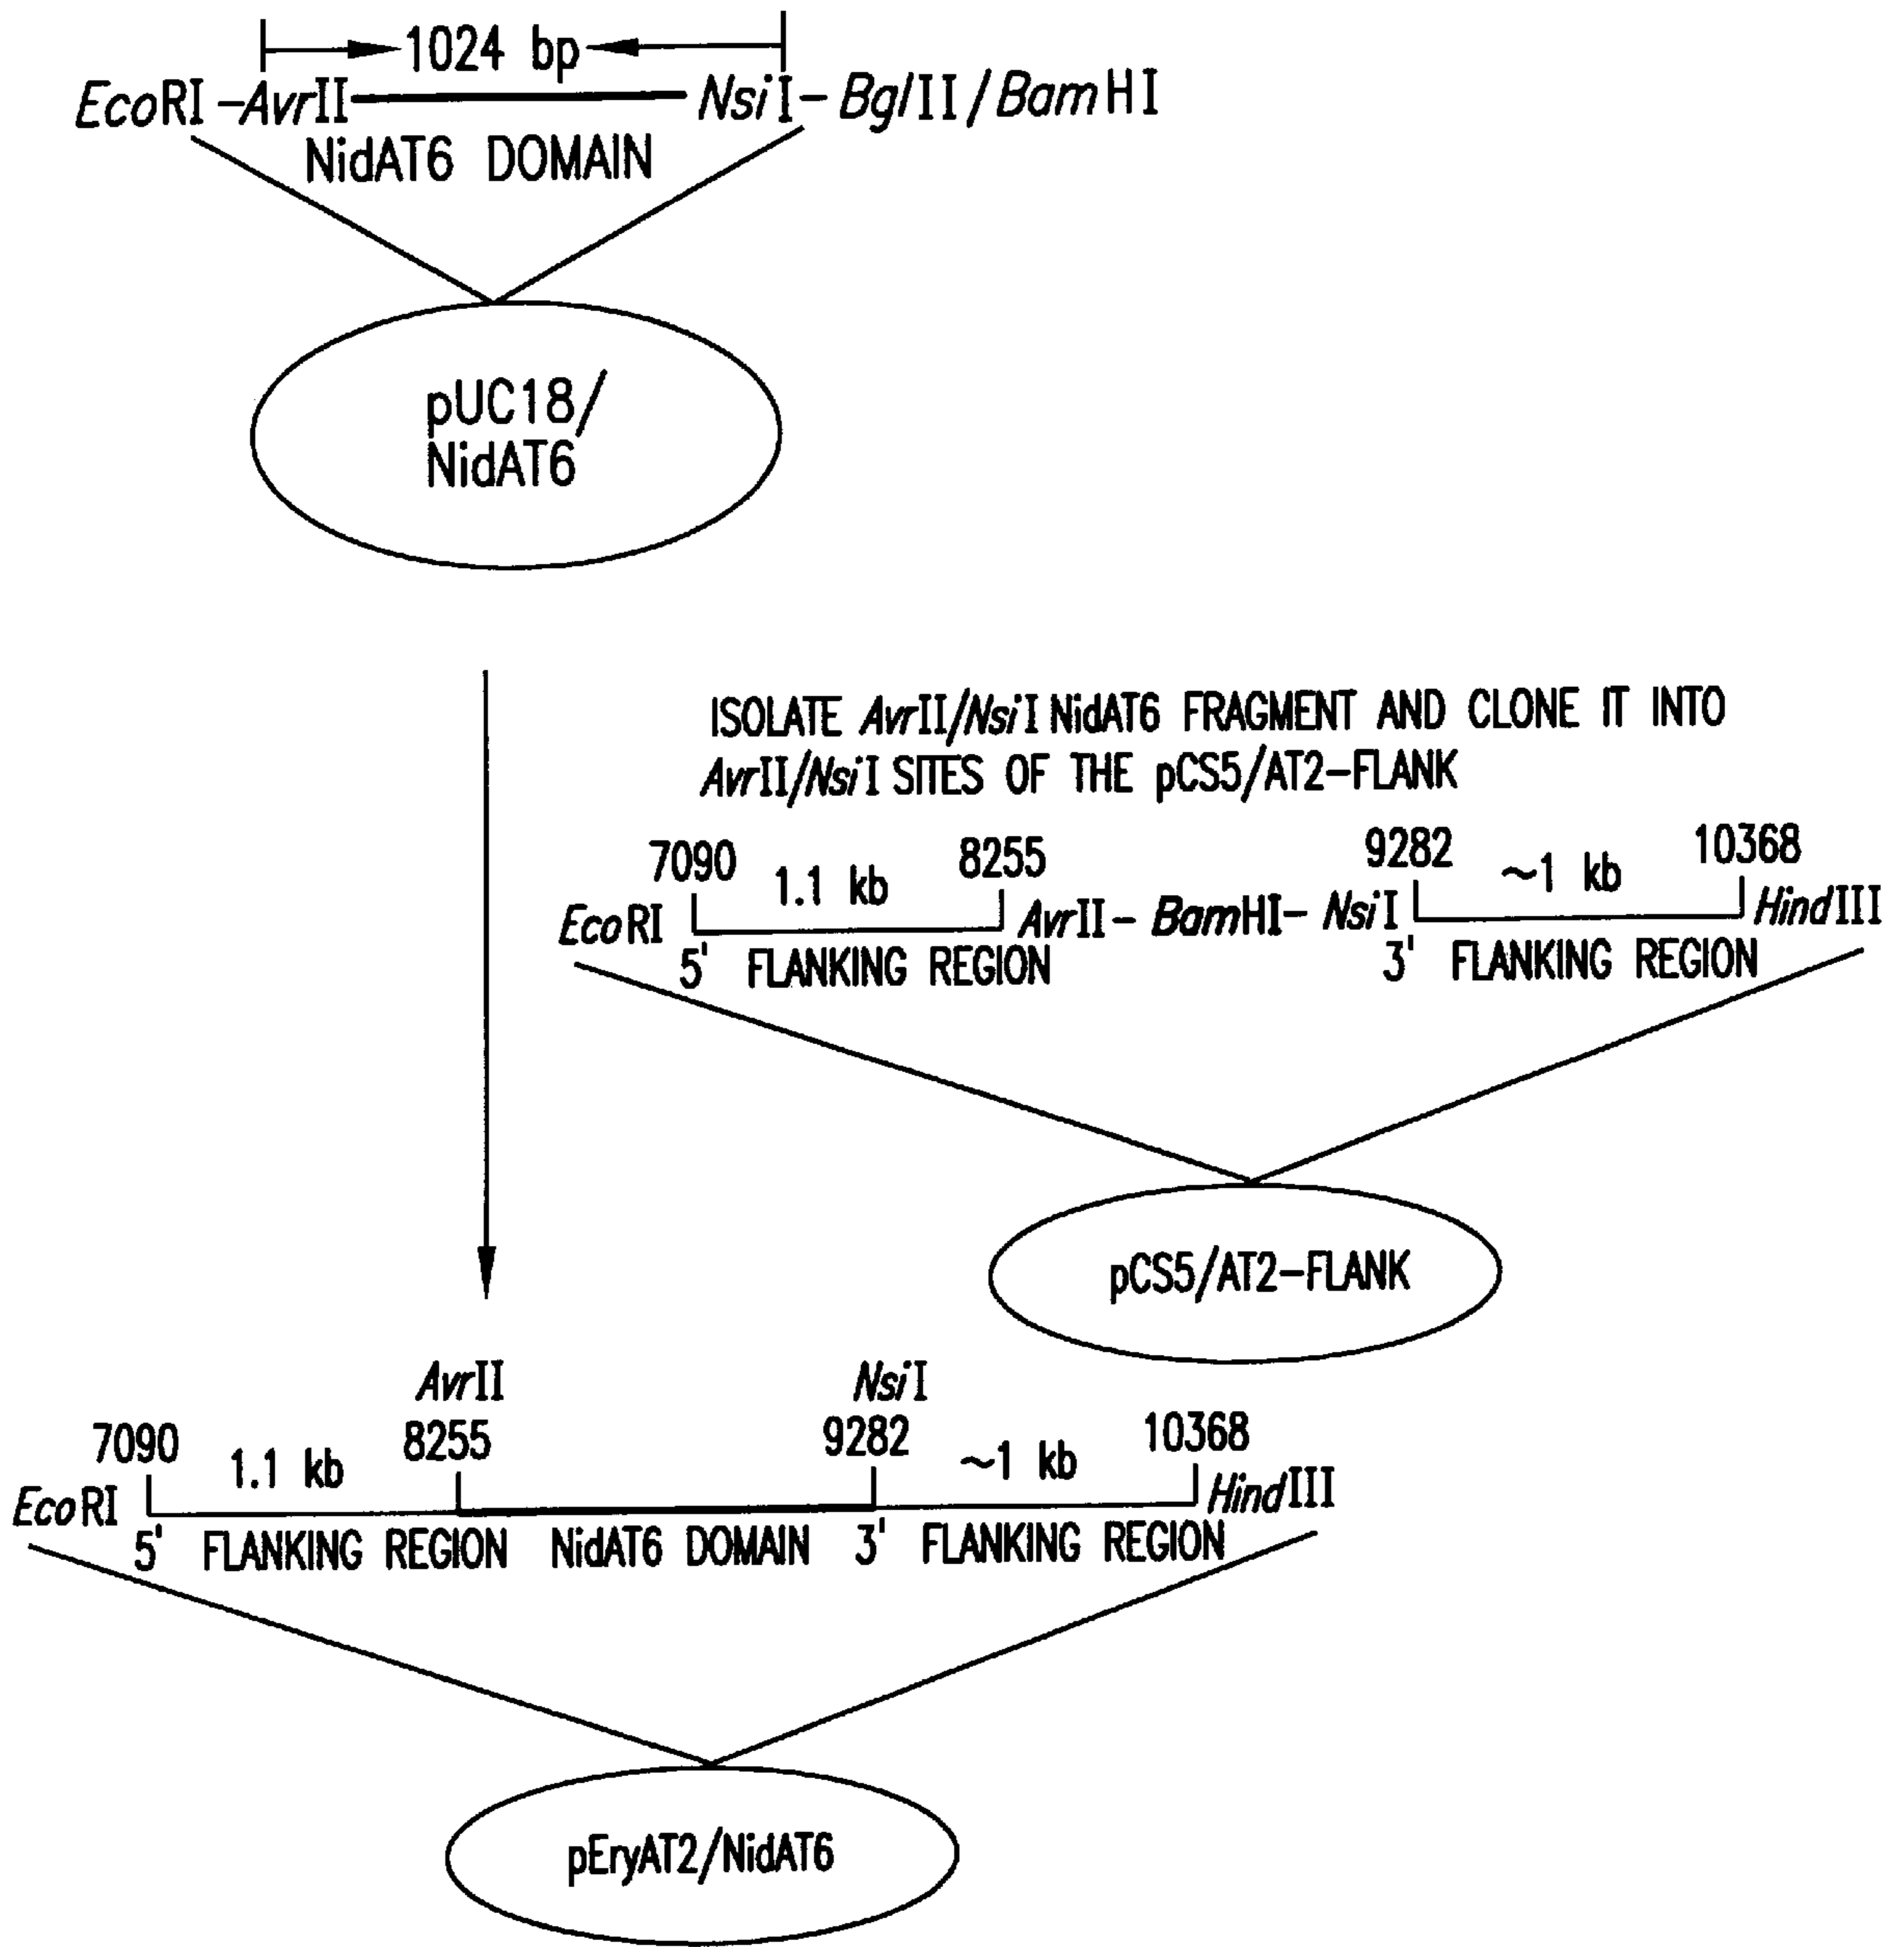 1024 bp
EcoRI-AvrII NsiI-BglII/BamHI
NidAT6 DOMAIN
pUC18/
NidAT6
ISOLATE AvrII/NsiI NidAT6 FRAGMENT AND CLONE IT INTO
AvrII/NsiI SITES OF THE pCS5/AT2-FLANK
7090 1.1 kb 8255 9282 ~1 kb 10368
EcoRI AvrII-BamHI-NsiI HindIII
5' FLANKING REGION 3' FLANKING REGION
pCS5/AT2-FLANK
AvrII NsiI
7090 1.1 kb 8255 9282 ~1 kb 10368
EcoRI HindIII
5' FLANKING REGION NidAT6 DOMAIN 3' FLANKING REGION
pEryAT2/NidAT6